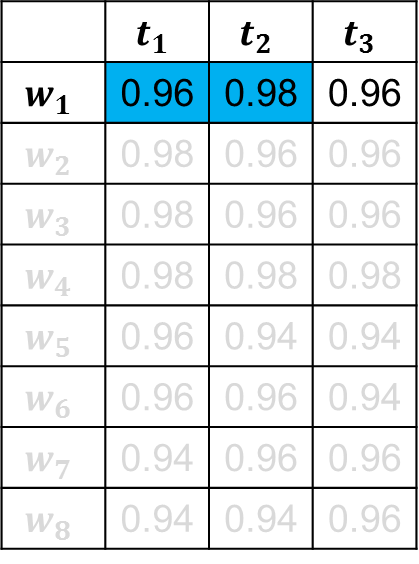 t₁ t₂ t₃
w₁ 0.96 0.98 0.96
w₂ 0.98 0.96 0.96
w₃ 0.98 0.96 0.96
w₄ 0.98 0.98 0.98
w₅ 0.96 0.94 0.94
w₆ 0.96 0.96 0.94
w₇ 0.94 0.96 0.96
w₈ 0.94 0.94 0.96